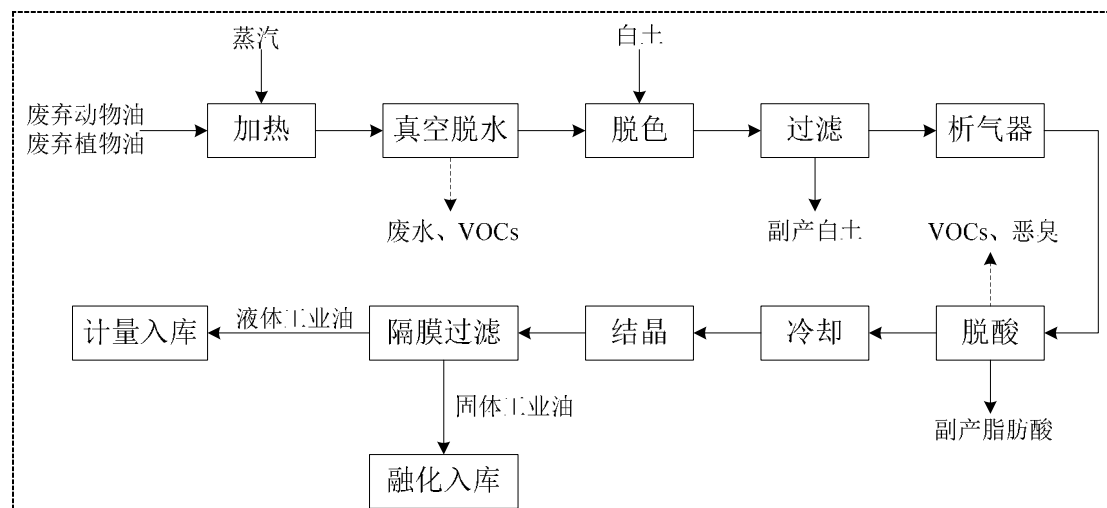 蒸汽
白土
废弃动物油
废弃植物油
加热
真空脱水
脱色
过滤
析气器
废水、VOCs
副产白土
VOCs、恶臭
计量入库
液体工业油
隔膜过滤
结晶
冷却
脱酸
固体工业油
副产脂肪酸
融化入库